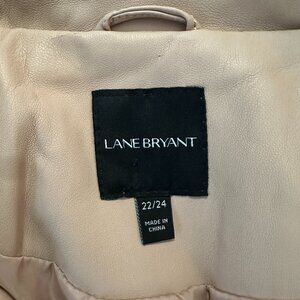 LANE BRYANT
22/24
MADE IN
CHINA